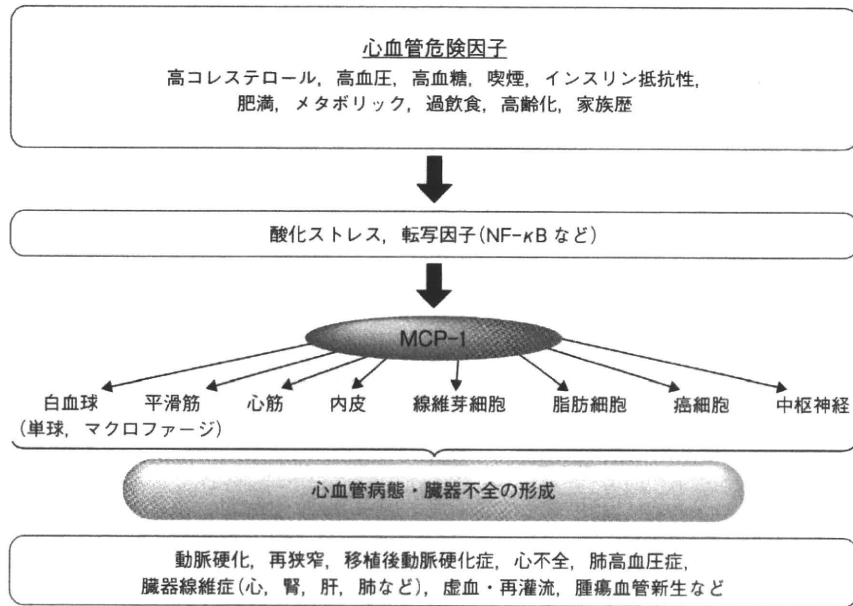 心血管危険因子
高コレステロール, 高血圧, 高血糖, 喫煙, インスリン抵抗性,
肥満, メタボリック, 過飲食, 高齢化, 家族歴
酸化ストレス, 転写因子(NF-κB など)
MCP-1
白血球 平滑筋 心筋 内皮 線維芽細胞 脂肪細胞 癌細胞 中枢神経
(単球, マクロファージ)
心血管病態・臓器不全の形成
動脈硬化, 再狭窄, 移植後動脈硬化症, 心不全, 肺高血圧症,
臓器線維症(心, 腎, 肝, 肺など), 虚血・再灌流, 腫瘍血管新生など